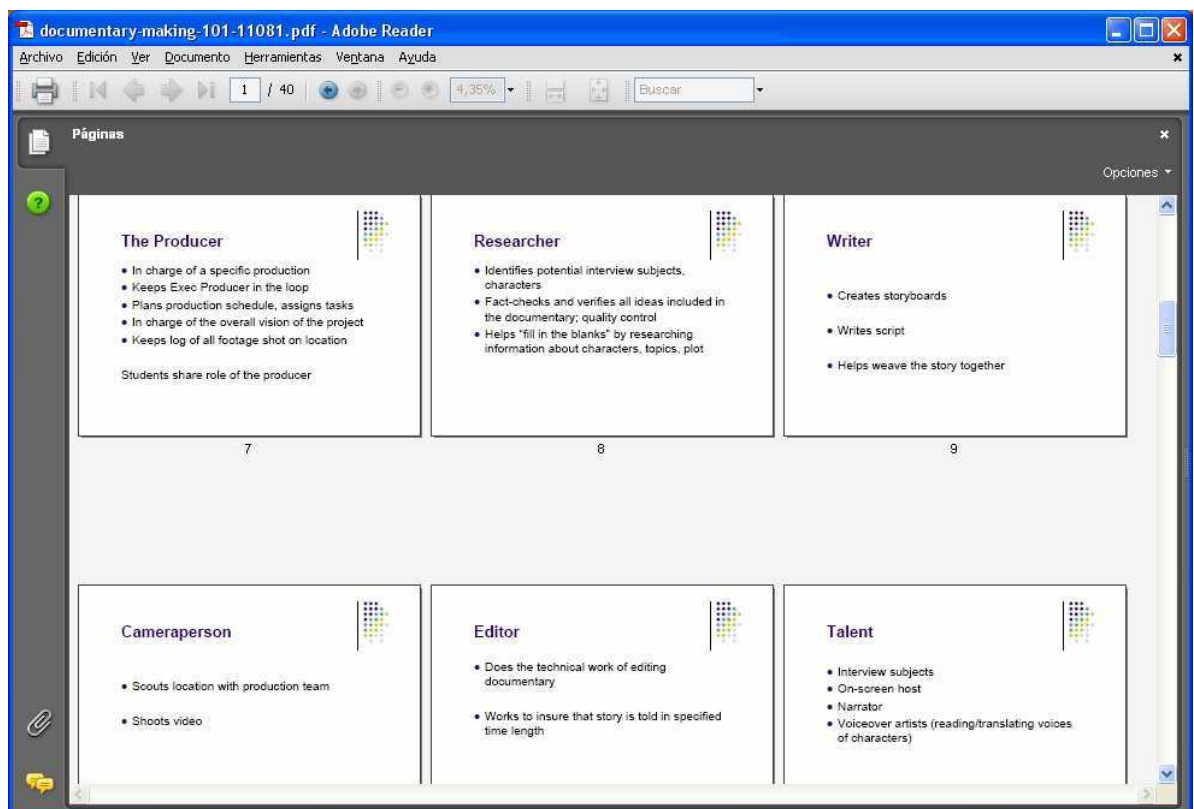 documentary-making-101-11081.pdf - Adobe Reader
Archivo Edición Ver Documento Herramientas Ventana Ayuda
1 / 40 4,35% Buscar
Páginas
Opciones
The Producer
• In charge of a specific production
• Keeps Exec Producer in the loop
• Plans production schedule, assigns tasks
• In charge of the overall vision of the project
• Keeps log of all footage shot on location
Students share role of the producer
7
Researcher
• Identifies potential interview subjects,
characters
• Fact-checks and verifies all ideas included in
the documentary; quality control
• Helps "fill in the blanks" by researching
information about characters, topics, plot
8
Writer
• Creates storyboards
• Writes script
• Helps weave the story together
9
Cameraperson
• Scouts location with production team
• Shoots video
Editor
• Does the technical work of editing
documentary
• Works to insure that story is told in specified
time length
Talent
• Interview subjects
• On-screen host
• Narrator
• Voiceover artists (reading/translating voices
of characters)